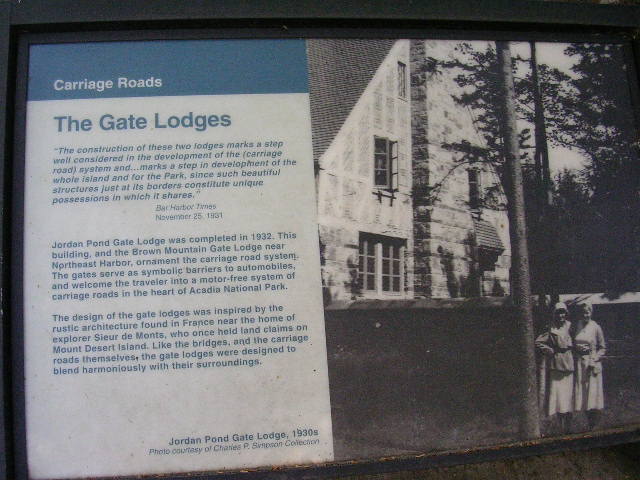 Carriage Roads
The Gate Lodges
"The construction of these two lodges marks a step
well considered in the development of the (carriage
road) system and...marks a step in development of the
whole island and for the Park, since such beautiful
structures just at its borders constitute unique
possessions in which it shares."
Bar Harbor Times
November 25, 1931
Jordan Pond Gate Lodge was completed in 1932. This
building, and the Brown Mountain Gate Lodge near
Northeast Harbor, ornament the carriage road system.
The gates serve as symbolic barriers to automobiles,
and welcome the traveler into a motor-free system of
carriage roads in the heart of Acadia National Park.
The design of the gate lodges was inspired by the
rustic architecture found in France near the home of
explorer Sieur de Monts, who once held land claims on
Mount Desert Island. Like the bridges, and the carriage
roads themselves, the gate lodges were designed to
blend harmoniously with their surroundings.
Jordan Pond Gate Lodge, 1930s
Photo courtesy of Charles P. Simpson Collection